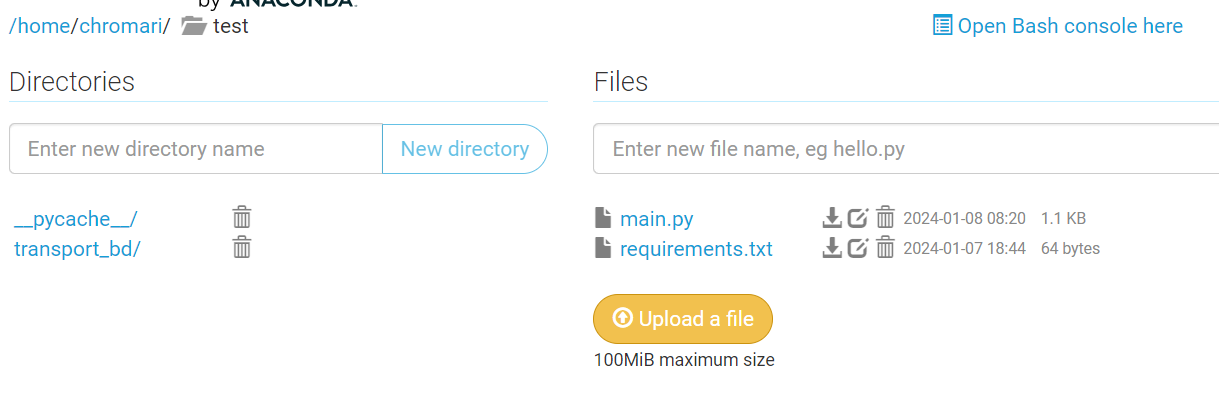 by ANACONDA.
/home/chromari/ test
Open Bash console here
Directories
Files
Enter new directory name
New directory
Enter new file name, eg hello.py
__pycache__/
transport_bd/
main.py 2024-01-08 08:20 1.1 KB
requirements.txt 2024-01-07 18:44 64 bytes
Upload a file
100MiB maximum size